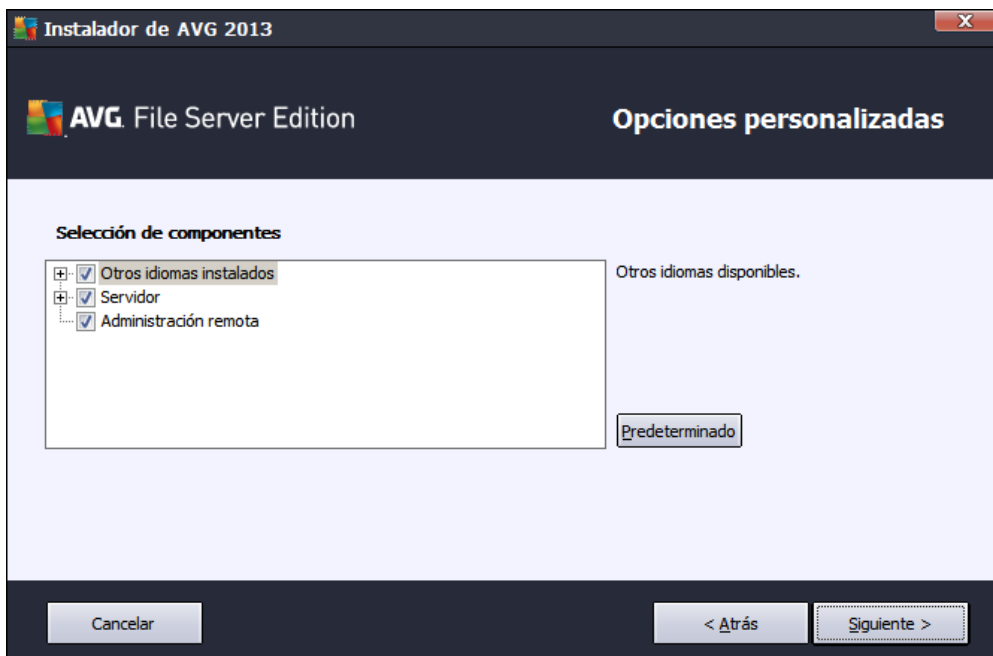 Instalador de AVG 2013
X
AVG. File Server Edition
Opciones personalizadas
Selección de componentes
Otros idiomas instalados
Servidor
Administración remota
Otros idiomas disponibles.
Predeterminado
Cancelar
< Atrás
Siguiente >